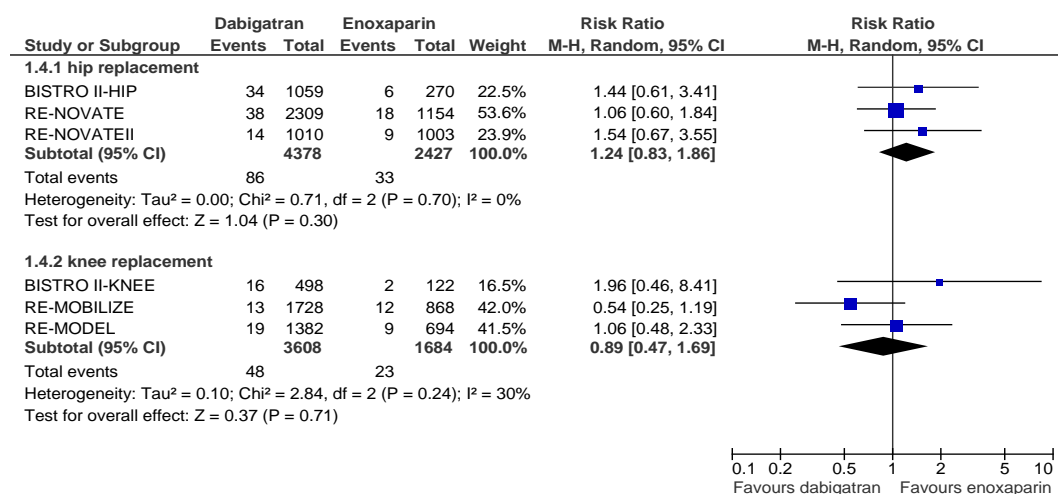 Dabigatran Enoxaparin Risk Ratio Risk Ratio
Study or Subgroup Events Total Events Total Weight M-H, Random, 95% CI M-H, Random, 95% CI
1.4.1 hip replacement
BISTRO II-HIP 34 1059 6 270 22.5% 1.44 [0.61, 3.41]
RE-NOVATE 38 2309 18 1154 53.6% 1.06 [0.60, 1.84]
RE-NOVATEII 14 1010 9 1003 23.9% 1.54 [0.67, 3.55]
Subtotal (95% CI) 4378 2427 100.0% 1.24 [0.83, 1.86]
Total events 86 33
Heterogeneity: Tau² = 0.00; Chi² = 0.71, df = 2 (P = 0.70); I² = 0%
Test for overall effect: Z = 1.04 (P = 0.30)
1.4.2 knee replacement
BISTRO II-KNEE 16 498 2 122 16.5% 1.96 [0.46, 8.41]
RE-MOBILIZE 13 1728 12 868 42.0% 0.54 [0.25, 1.19]
RE-MODEL 19 1382 9 694 41.5% 1.06 [0.48, 2.33]
Subtotal (95% CI) 3608 1684 100.0% 0.89 [0.47, 1.69]
Total events 48 23
Heterogeneity: Tau² = 0.10; Chi² = 2.84, df = 2 (P = 0.24); I² = 30%
Test for overall effect: Z = 0.37 (P = 0.71)
0.1 0.2 0.5 1 2 5 10
Favours dabigatran Favours enoxaparin